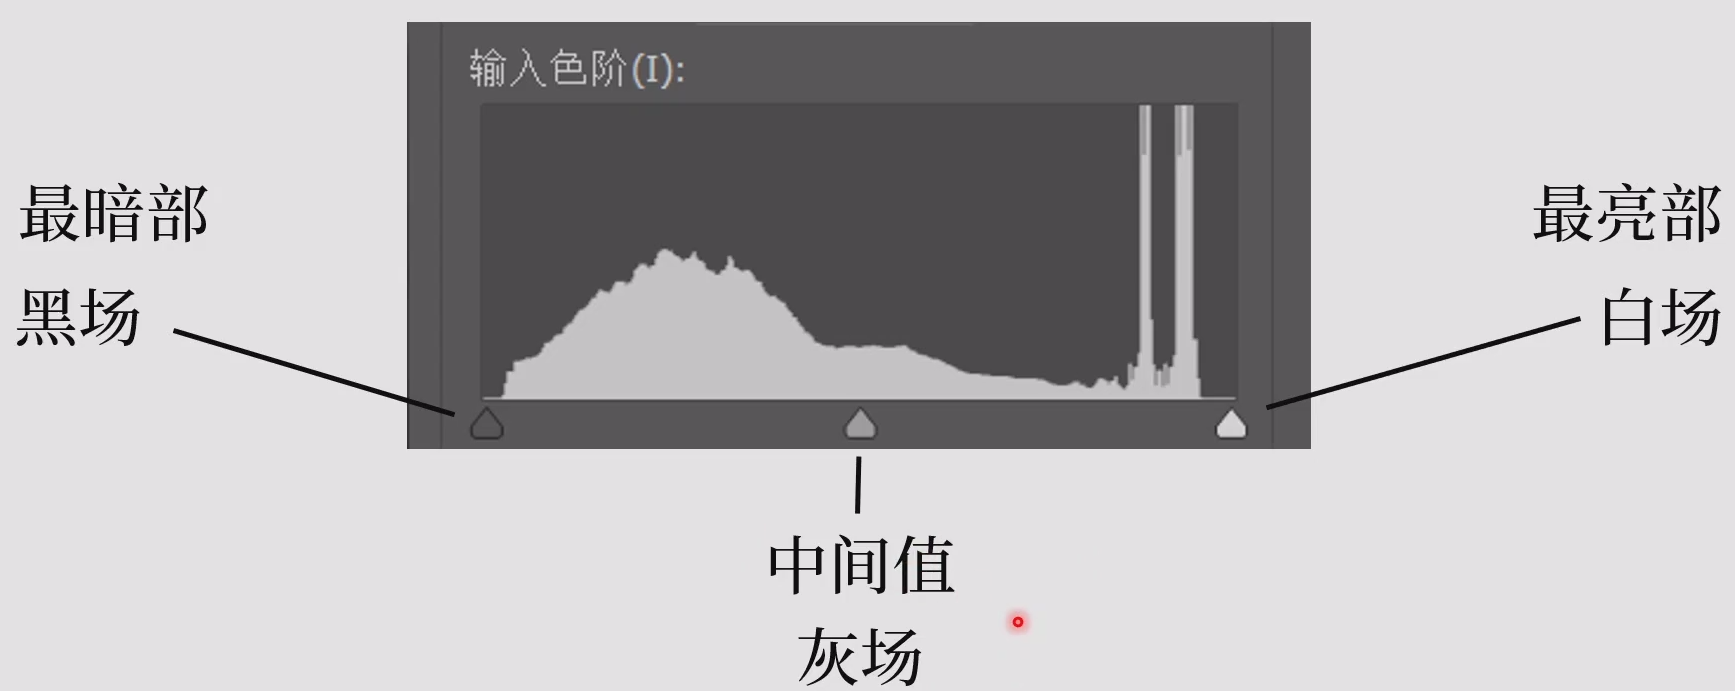 输入色阶(I):
最暗部
黑场
最亮部
白场
中间值
灰场